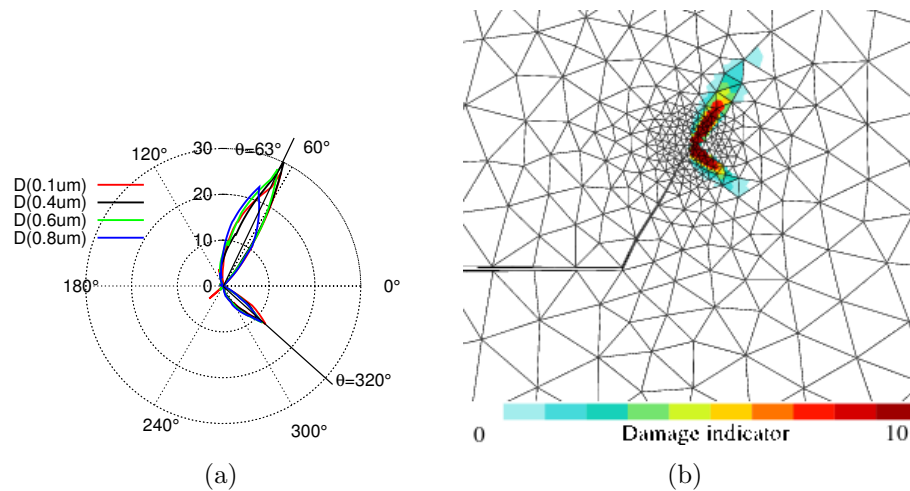 30
θ=63°
60°
120°
D(0.1um)
D(0.4um)
D(0.6um)
D(0.8um)
20
10
180°
0
0°
θ=320°
240°
300°
0
Damage indicator
10
(a)
(b)